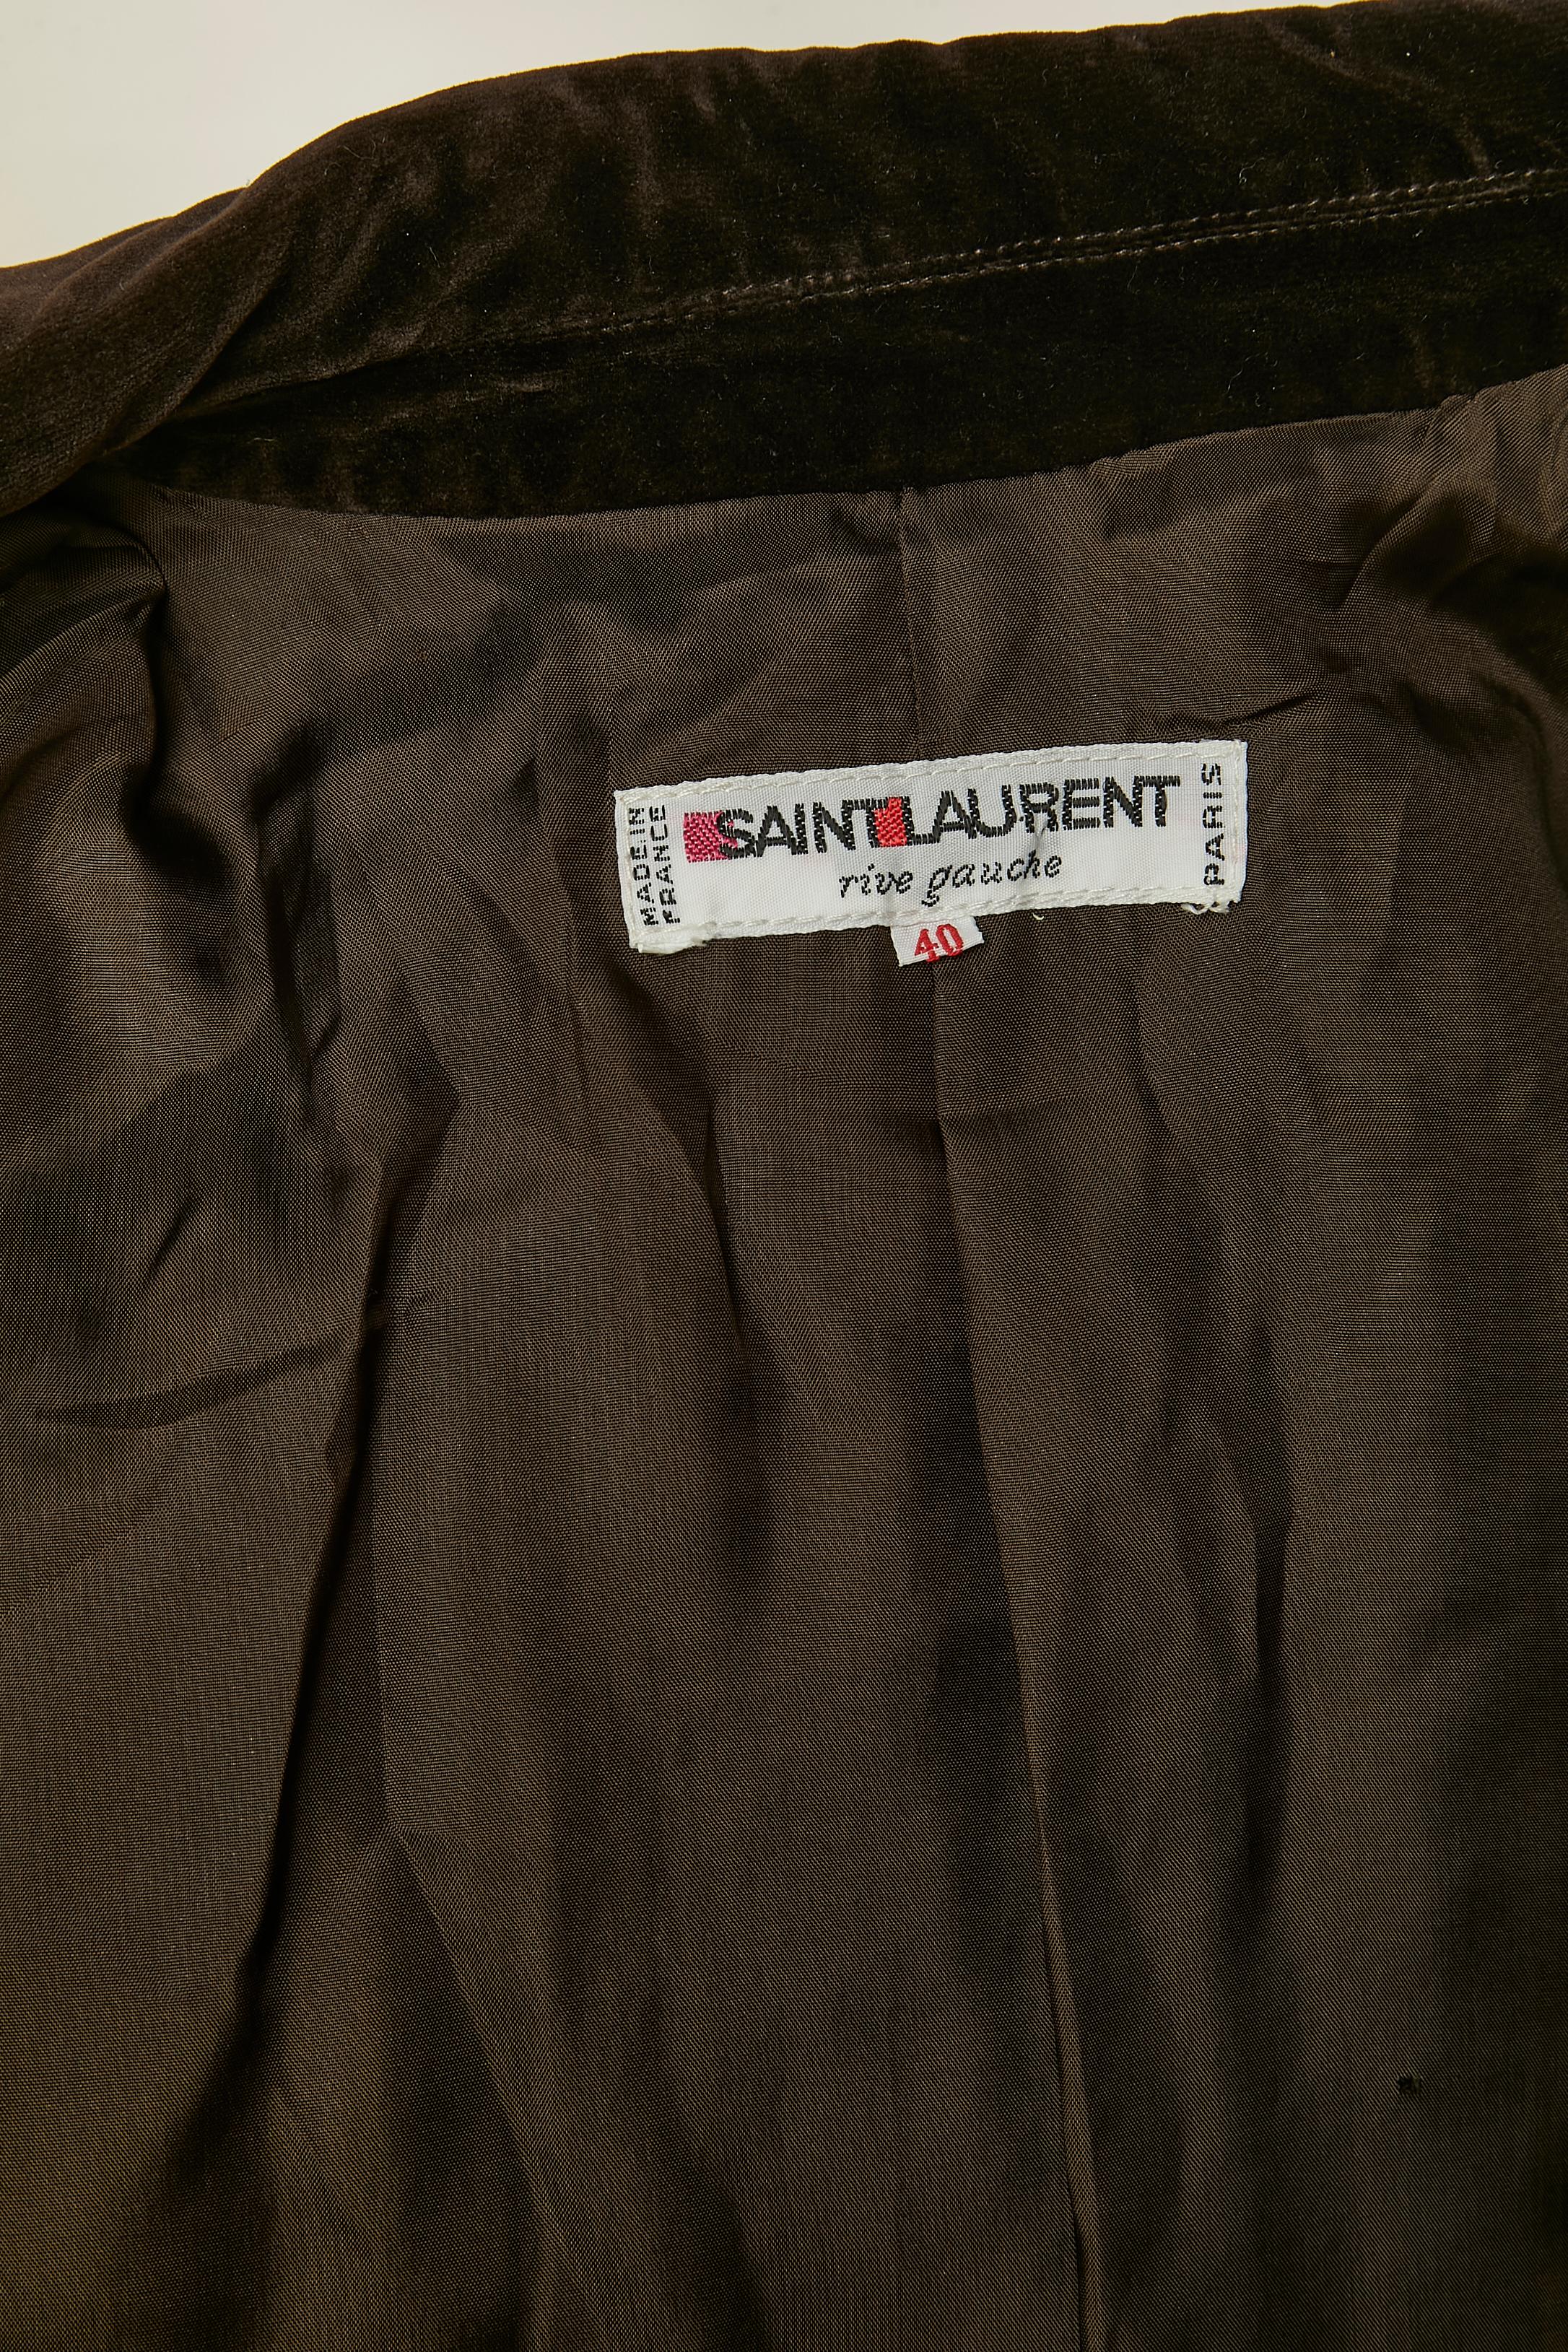 MADE IN
FRANCE
SAINT LAURENT
rive gauche
PARIS
40